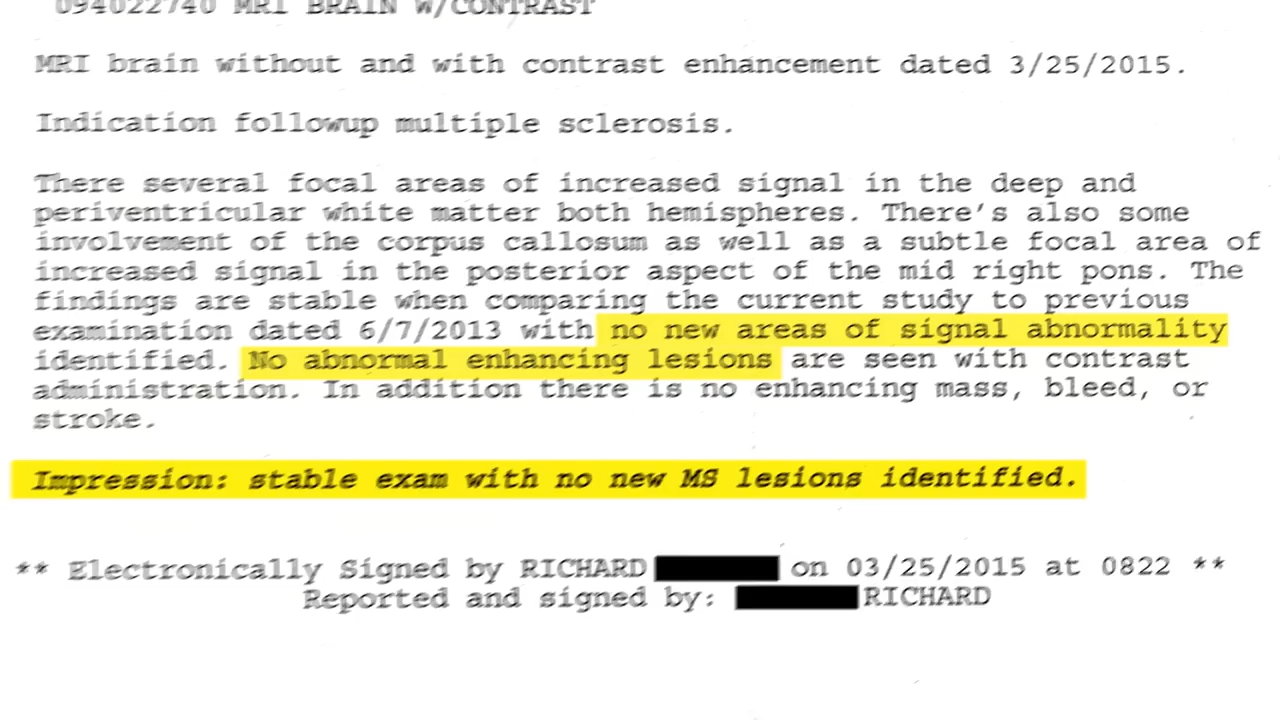 094022740 MRI BRAIN W/CONTRAST
MRI brain without and with contrast enhancement dated 3/25/2015.
Indication followup multiple sclerosis.
There several focal areas of increased signal in the deep and
periventricular white matter both hemispheres. There's also some
involvement of the corpus callosum as well as a subtle focal area of
increased signal in the posterior aspect of the mid right pons. The
findings are stable when comparing the current study to previous
examination dated 6/7/2013 with no new areas of signal abnormality
identified. No abnormal enhancing lesions are seen with contrast
administration. In addition there is no enhancing mass, bleed, or
stroke.
Impression: stable exam with no new MS lesions identified.
** Electronically Signed by RICHARD on 03/25/2015 at 0822 **
Reported and signed by: RICHARD